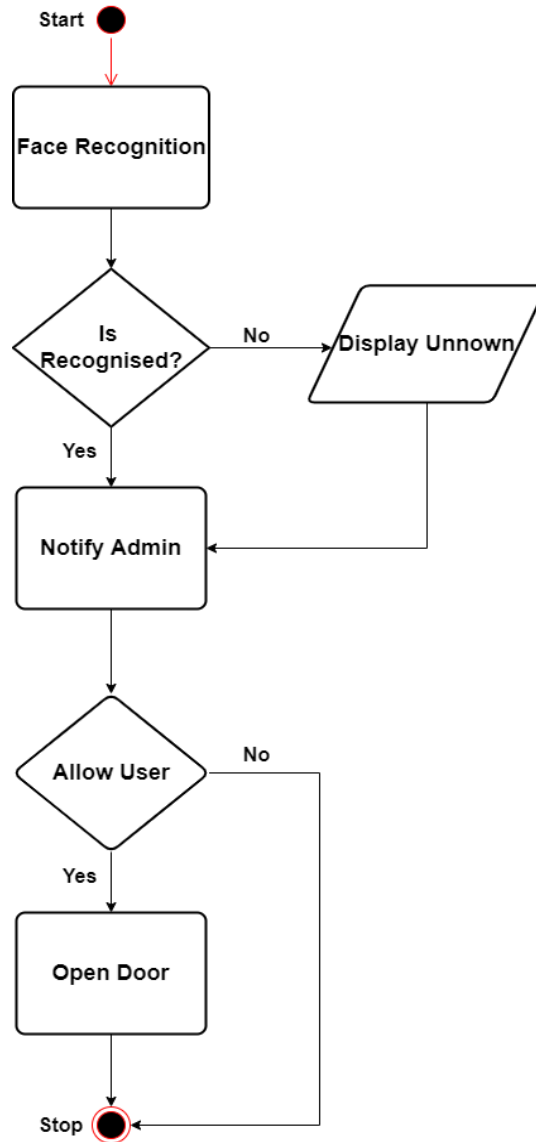 Start
Face Recognition
Is
Recognised?
No
Display Unnown
Yes
Notify Admin
Allow User
No
Yes
Open Door
Stop